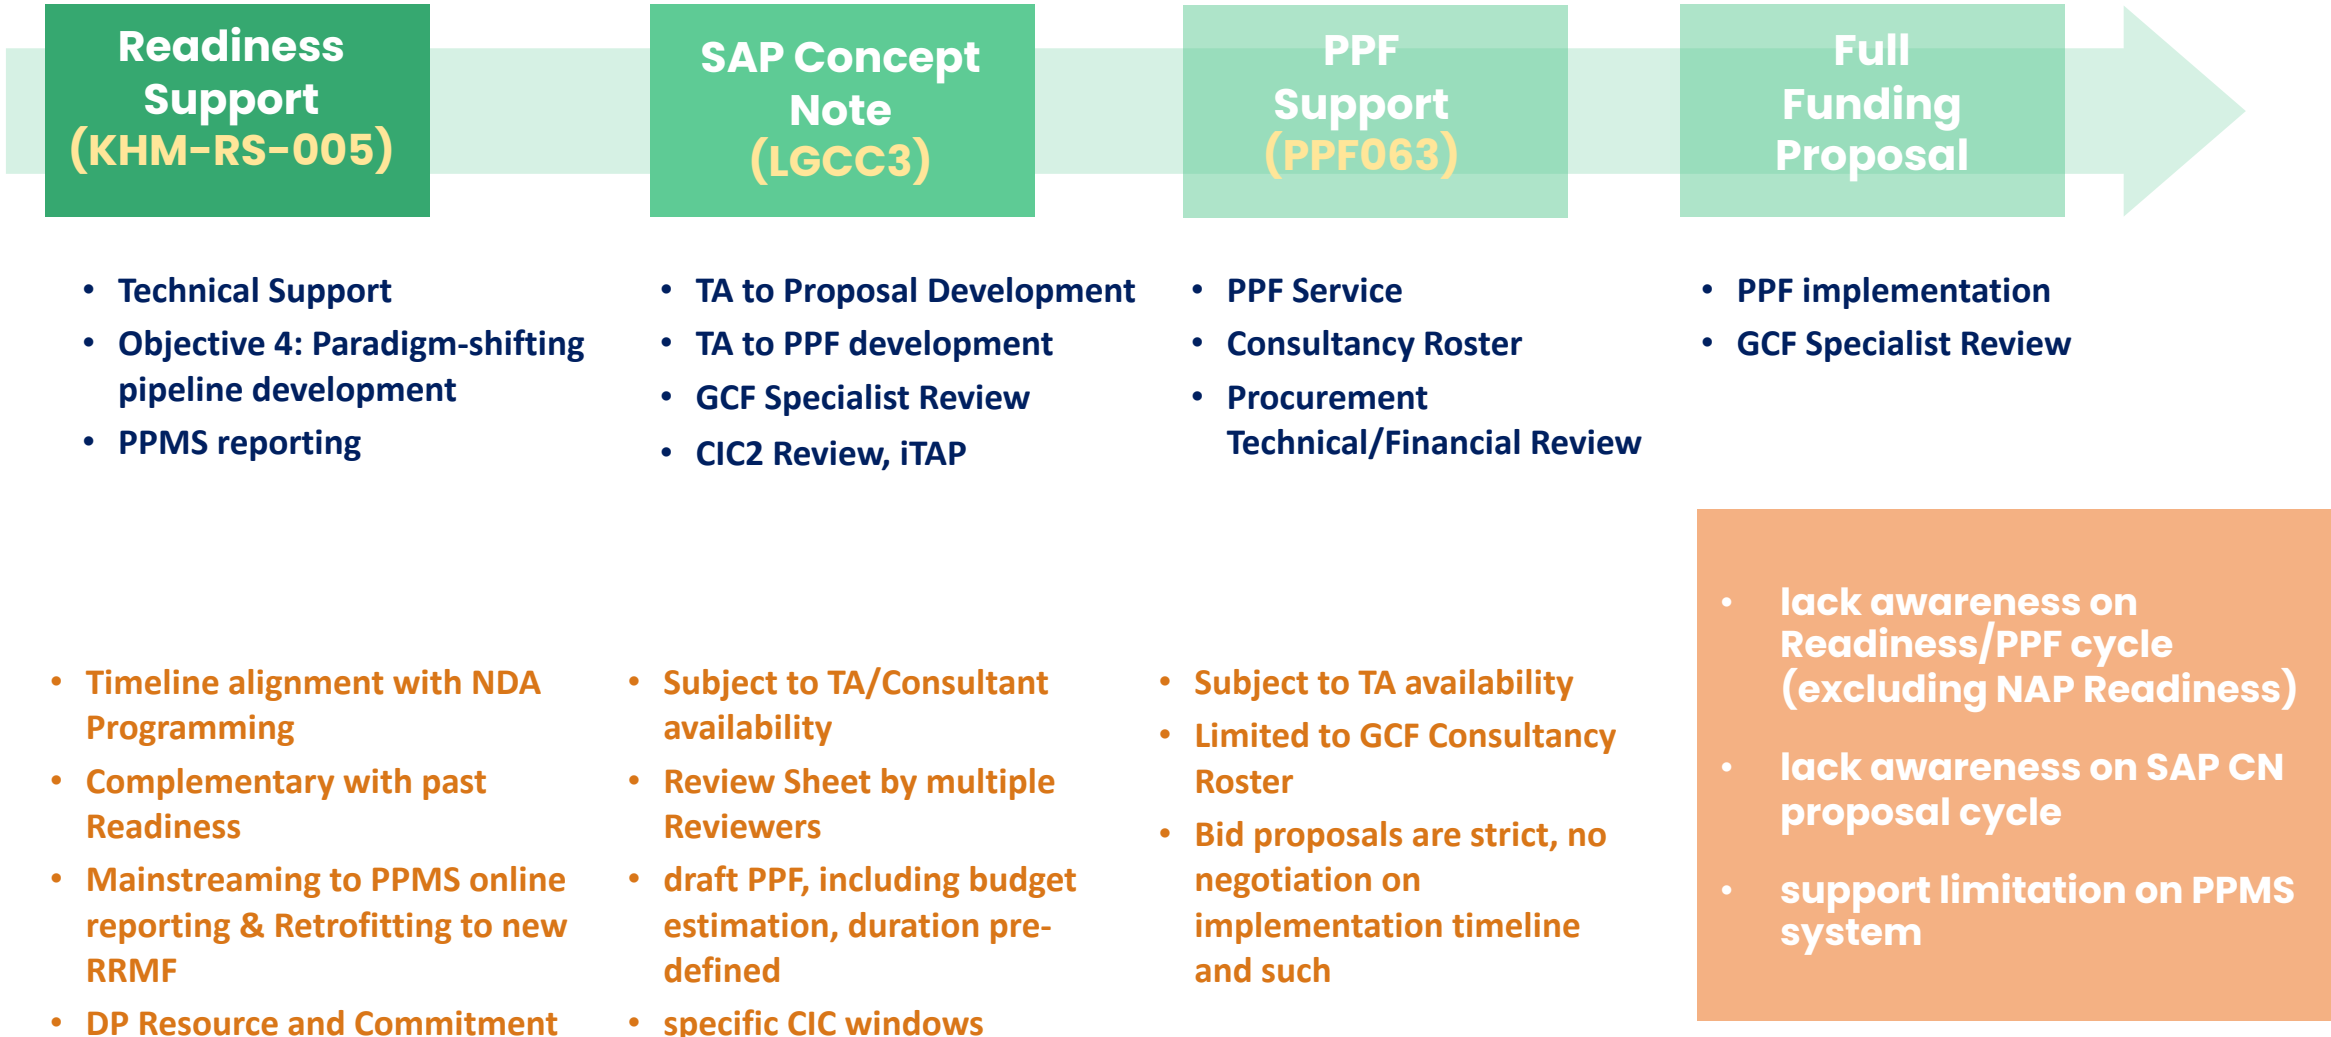 Readiness
Support
(KHM-RS-005)
SAP Concept
Note
(LGCC3)
PPF
Support
(PPF063)
Full
Funding
Proposal
• Technical Support
• Objective 4: Paradigm-shifting
pipeline development
• PPMS reporting
• TA to Proposal Development
• TA to PPF development
• GCF Specialist Review
• CIC2 Review, iTAP
• PPF Service
• Consultancy Roster
• Procurement
Technical/Financial Review
• PPF implementation
• GCF Specialist Review
• Timeline alignment with NDA
Programming
• Complementary with past
Readiness
• Mainstreaming to PPMS online
reporting & Retrofitting to new
RRMF
• DP Resource and Commitment
• Subject to TA/Consultant
availability
• Review Sheet by multiple
Reviewers
• draft PPF, including budget
estimation, duration pre-
defined
• specific CIC windows
• Subject to TA availability
• Limited to GCF Consultancy
Roster
• Bid proposals are strict, no
negotiation on
implementation timeline
and such
• lack awareness on
Readiness/PPF cycle
(excluding NAP Readiness)
• lack awareness on SAP CN
proposal cycle
• support limitation on PPMS
system